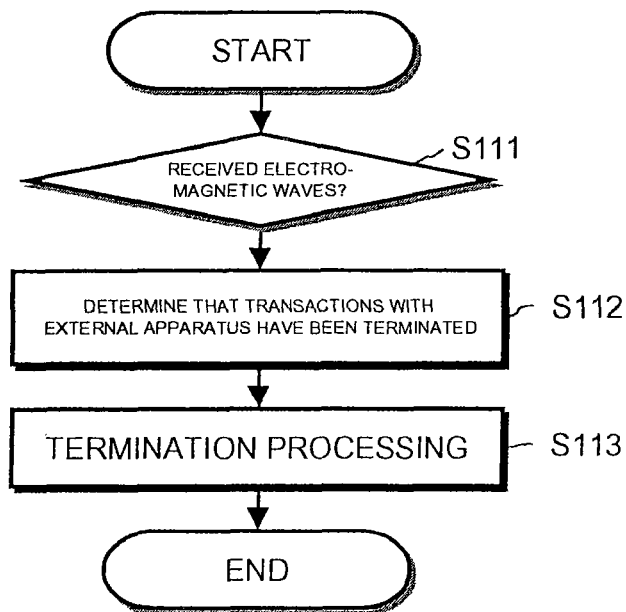 START
RECEIVED ELECTRO-
MAGNETIC WAVES?
S111
DETERMINE THAT TRANSACTIONS WITH
EXTERNAL APPARATUS HAVE BEEN TERMINATED
S112
TERMINATION PROCESSING
S113
END